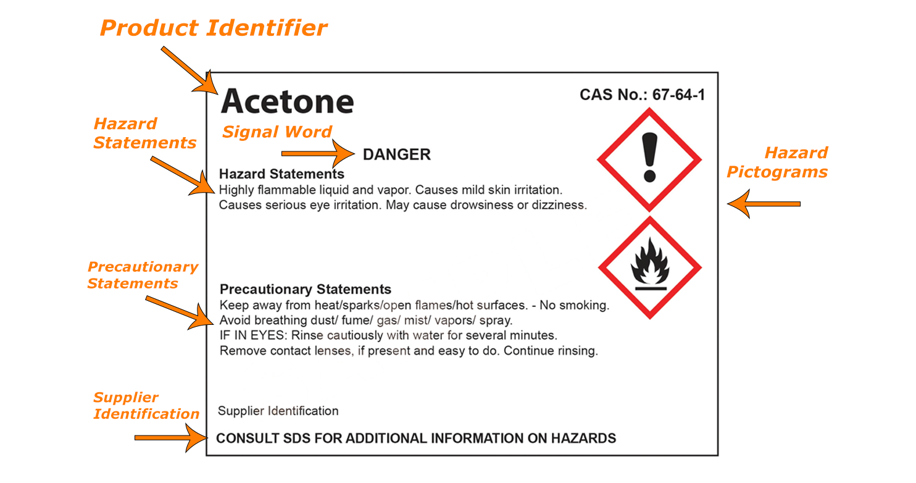 Product Identifier
Acetone
CAS No.: 67-64-1
Hazard
Statements
Signal Word
DANGER
Hazard
Pictograms
Hazard Statements
Highly flammable liquid and vapor. Causes mild skin irritation.
Causes serious eye irritation. May cause drowsiness or dizziness.
Precautionary
Statements
Precautionary Statements
Keep away from heat/sparks/open flames/hot surfaces. - No smoking.
Avoid breathing dust/ fume/ gas/ mist/ vapors/ spray.
IF IN EYES: Rinse cautiously with water for several minutes.
Remove contact lenses, if present and easy to do. Continue rinsing.
Supplier
Identification
Supplier Identification
CONSULT SDS FOR ADDITIONAL INFORMATION ON HAZARDS